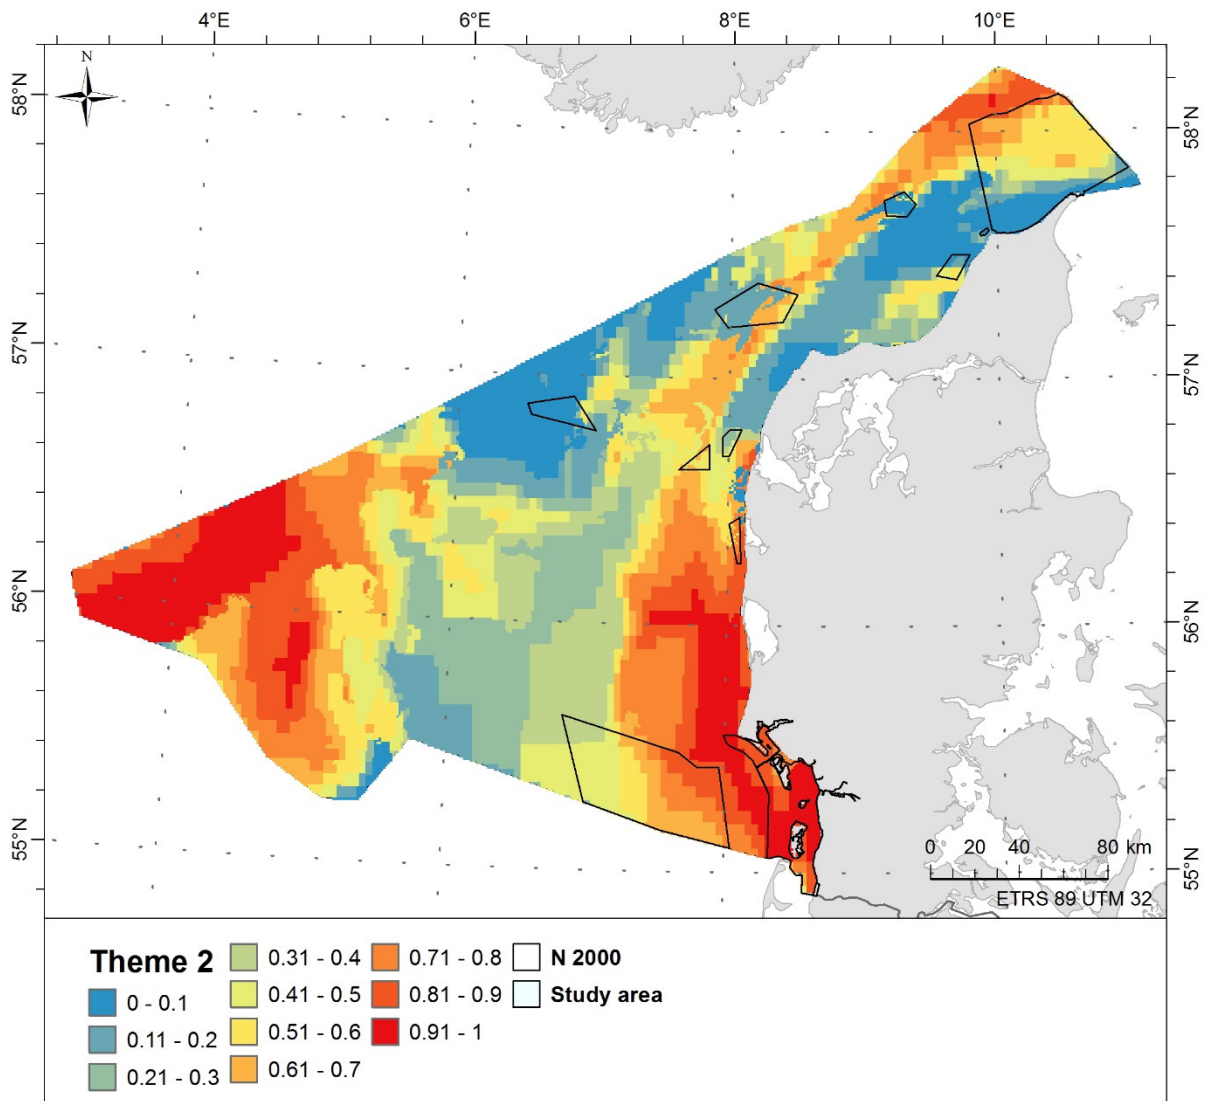 4°E 6°E 8°E 10°E
N
58°N 58°N
57°N 57°N
56°N 56°N
55°N 55°N
0 20 40 80 km
ETRS 89 UTM 32
Theme 2
0 - 0.1
0.11 - 0.2
0.21 - 0.3
0.31 - 0.4
0.41 - 0.5
0.51 - 0.6
0.61 - 0.7
0.71 - 0.8
0.81 - 0.9
0.91 - 1
N 2000
Study area